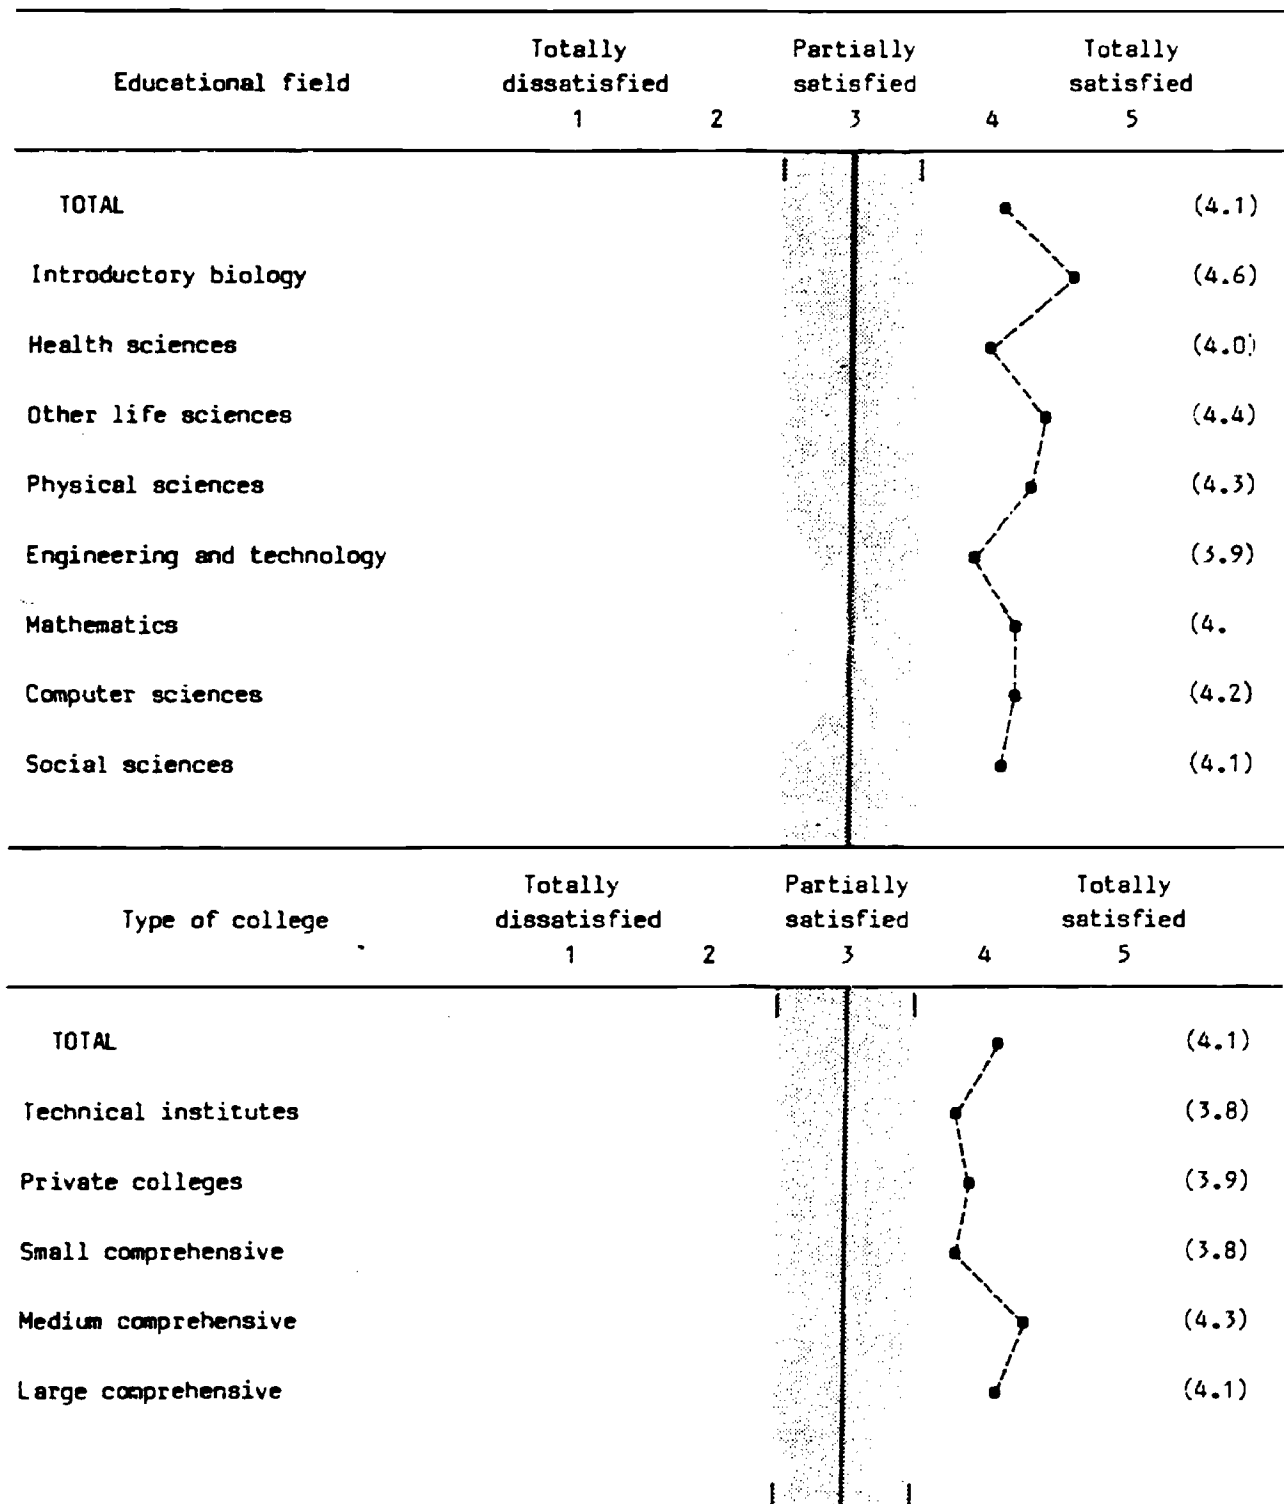 Totally Partially Totally
Educational field dissatisfied satisfied satisfied
1 2 3 4 5
TOTAL (4.1)
Introductory biology (4.6)
Health sciences (4.0)
Other life sciences (4.4)
Physical sciences (4.3)
Engineering and technology (3.9)
Mathematics (4.
Computer sciences (4.2)
Social sciences (4.1)
Totally Partially Totally
Type of college dissatisfied satisfied satisfied
1 2 3 4 5
TOTAL (4.1)
Technical institutes (3.8)
Private colleges (3.9)
Small comprehensive (3.8)
Medium comprehensive (4.3)
Large comprehensive (4.1)